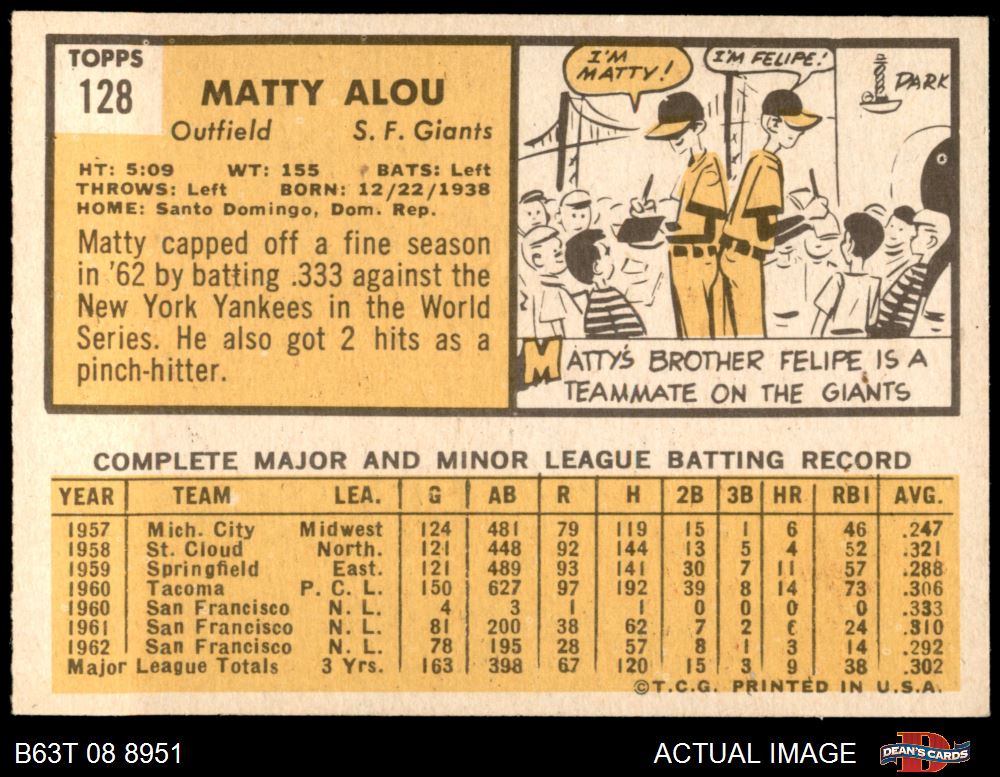 TOPPS
128
MATTY ALOU
Outfield S. F. Giants
HT: 5:09 WT: 155 BATS: Left
THROWS: Left BORN: 12/22/1938
HOME: Santo Domingo, Dom. Rep.
Matty capped off a fine season
in '62 by batting .333 against the
New York Yankees in the World
Series. He also got 2 hits as a
pinch-hitter.
I'M
MATTY!
I'M FELIPE!
PARK
MATTY'S BROTHER FELIPE IS A
TEAMMATE ON THE GIANTS
COMPLETE MAJOR AND MINOR LEAGUE BATTING RECORD
YEAR TEAM LEA. G AB R H 2B 3B HR RBI AVG.
1957 Mich. City Midwest 124 481 79 119 15 1 6 46 .247
1958 St. Cloud North. 121 448 92 144 13 5 4 52 .321
1959 Springfield East. 121 489 93 141 30 7 11 57 .288
1960 Tacoma P. C. L. 150 627 97 192 39 8 14 73 .306
1960 San Francisco N. L. 4 3 1 1 0 0 0 0 .333
1961 San Francisco N. L. 81 200 38 62 7 2 6 24 .310
1962 San Francisco N. L. 78 195 28 57 8 1 3 14 .292
Major League Totals 3 Yrs. 163 398 67 120 15 3 9 38 .302
©T.C.G. PRINTED IN U.S.A.
B63T 08 8951 ACTUAL IMAGE DEAN'S CARDS